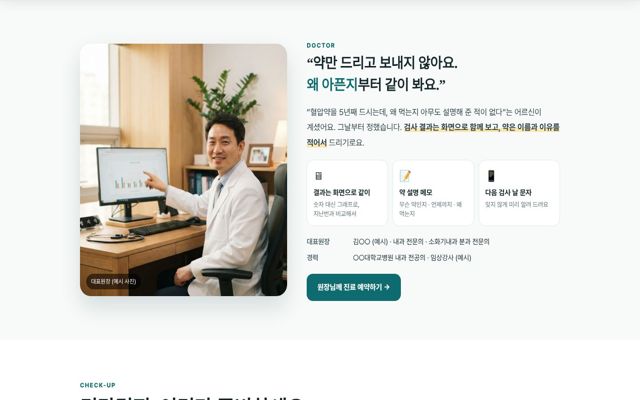 DOCTOR
“약만 드리고 보내지 않아요.
왜 아픈지부터 같이 봐요.”
“혈압약을 5년째 드시는데, 왜 먹는지 아무도 설명해 준 적이 없다”는 어르신이
계셨어요. 그날부터 정했습니다. 검사 결과는 화면으로 함께 보고, 약은 이름과 이유를
적어서 드리기로요.
결과는 화면으로 같이
숫자 대신 그래프로,
지난번과 비교해서
약 설명 메모
무슨 약인지 · 언제까지 · 왜
먹는지
다음 검사 날 문자
잊지 않게 미리 알려 드려요
대표원장 (예시 사진)
대표원장 김○○ (예시) · 내과 전문의 · 소화기내과 분과 전문의
경력 ○○대학교병원 내과 전공의 · 임상강사 (예시)
원장님께 진료 예약하기 →
CHECK-UP